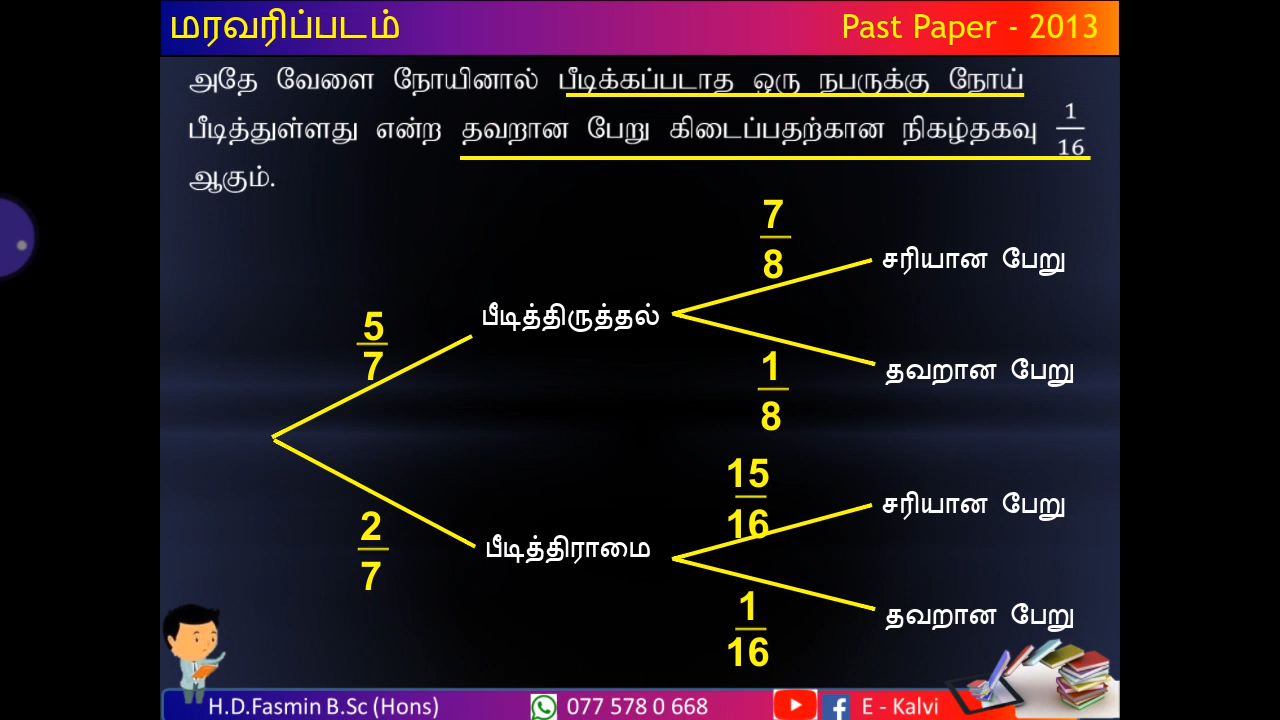 மரவரிப்படம்
Past Paper - 2013
அதே வேளை நோயினால் பீடிக்கப்படாத ஒரு நபருக்கு நோய்
பீடித்துள்ளது என்ற தவறான பேறு கிடைப்பதற்கான நிகழ்தகவு 1/16
ஆகும்.
7/8
சரியான பேறு
5/7
பீடித்திருத்தல்
1/8
தவறான பேறு
15/16
சரியான பேறு
2/7
பீடித்திராமை
1/16
தவறான பேறு
H.D.Fasmin B.Sc (Hons)
077 578 0 668
E - Kalvi